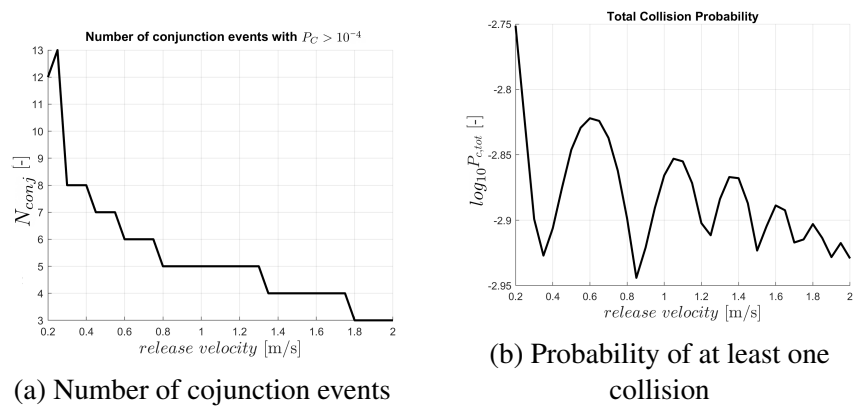 Number of conjunction events with $P_C > 10^{-4}$
13
12
11
10
9
8
7
6
5
4
3
$N_{conj}$ [-]
0.2 0.4 0.6 0.8 1 1.2 1.4 1.6 1.8 2
release velocity [m/s]
(a) Number of cojunction events
Total Collision Probability
-2.75
-2.8
-2.85
-2.9
-2.95
$log_{10}P_{c,tot}$ [-]
0.2 0.4 0.6 0.8 1 1.2 1.4 1.6 1.8 2
release velocity [m/s]
(b) Probability of at least one
collision